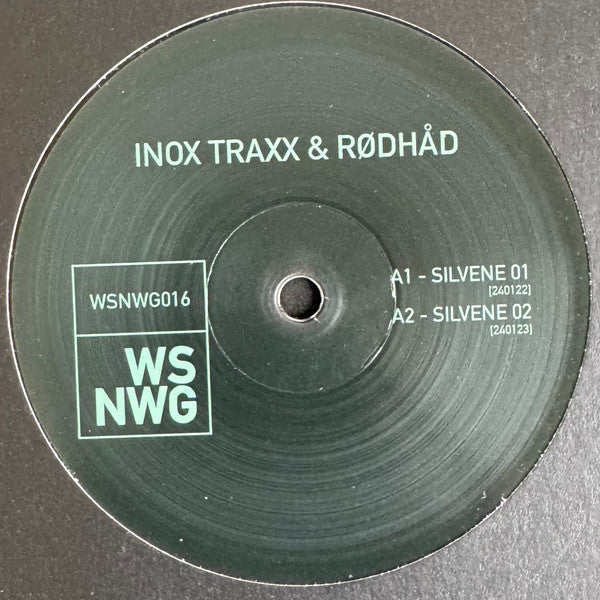 INOX TRAXX & RØDHÅD
WSNWG016
WS
NWG
A1 - SILVENE 01
[240122]
A2 - SILVENE 02
[240123]